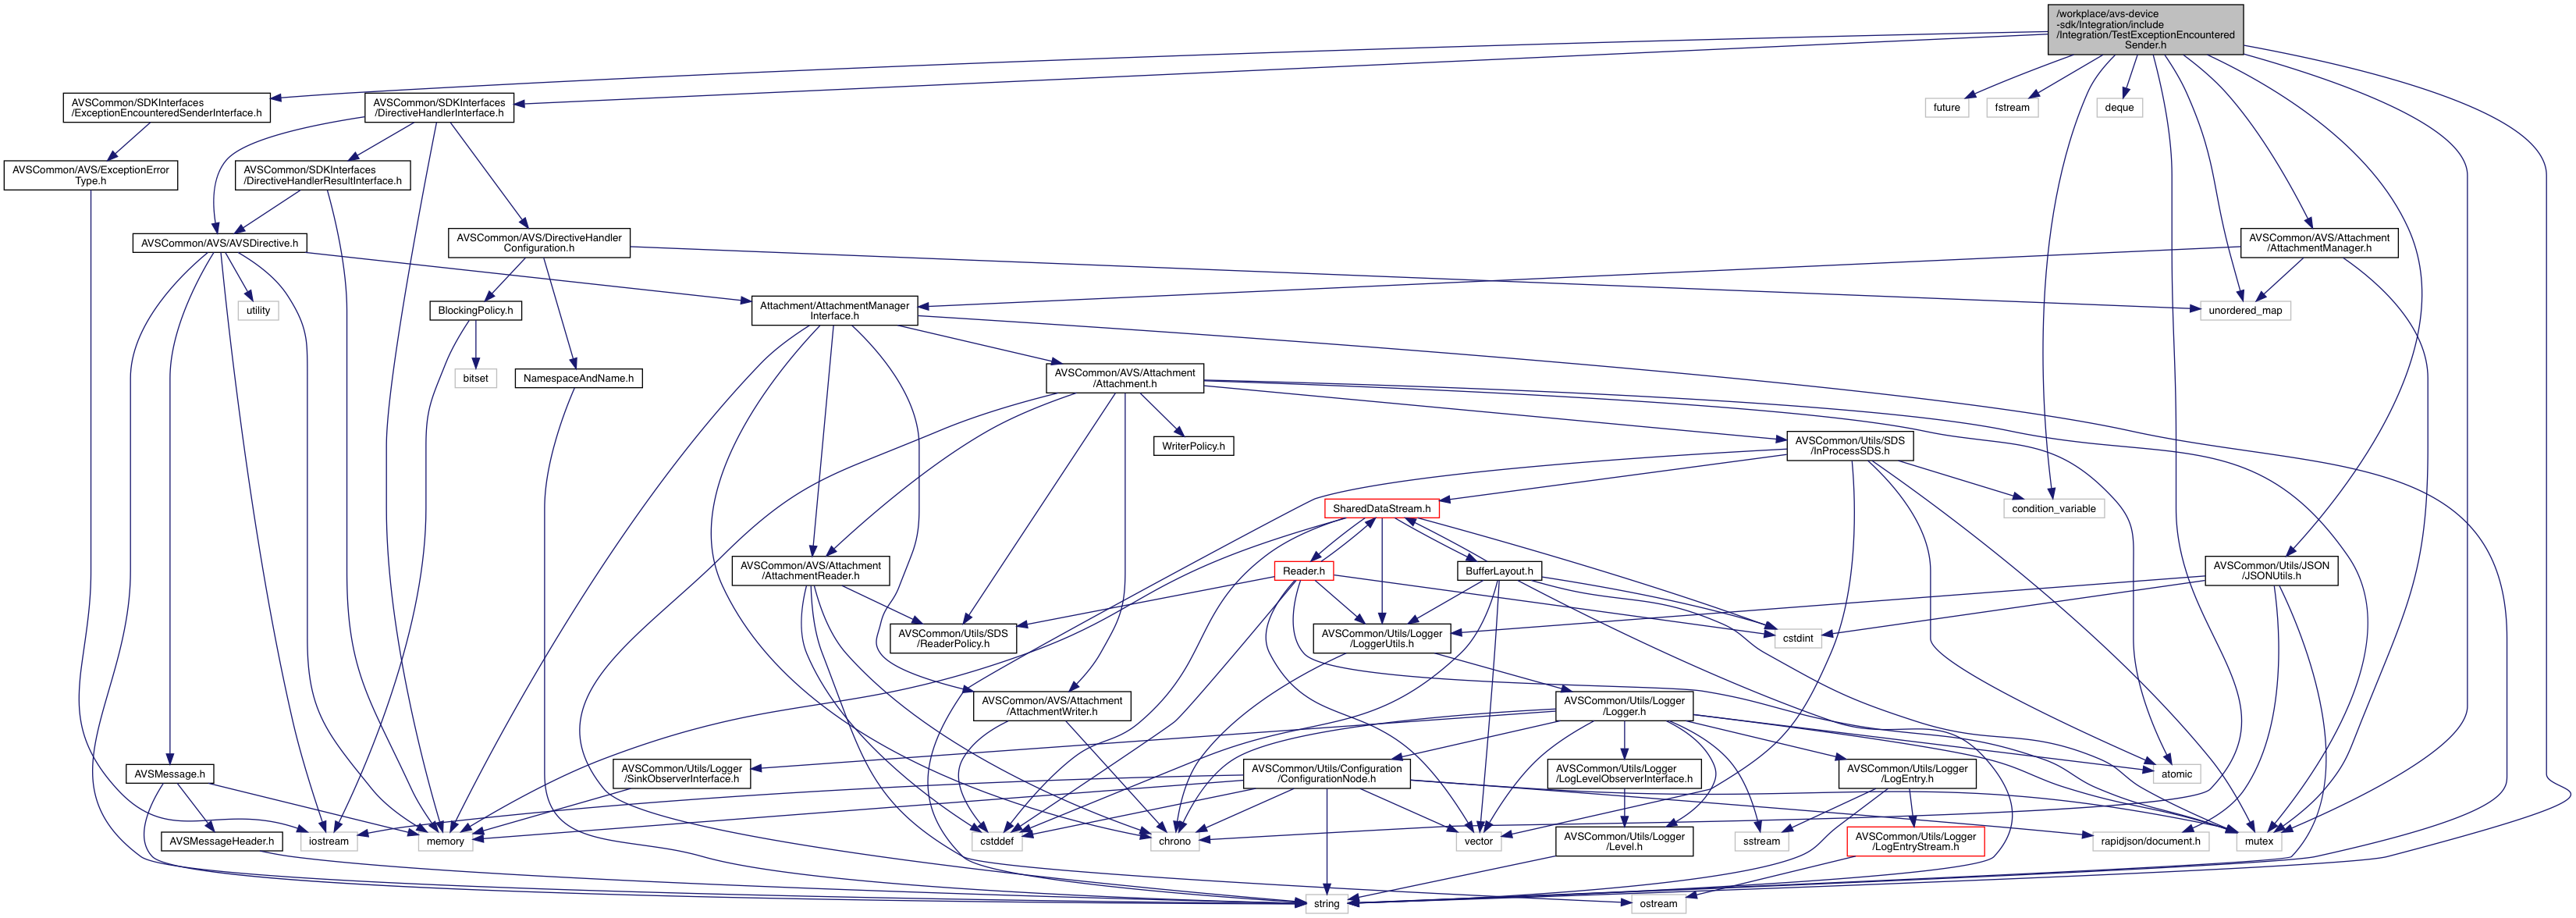 /workplace/avs-device
-sdk/Integration/include
/Integration/TestExceptionEncountered
Sender.h
AVSCommon/SDKInterfaces
/ExceptionEncounteredSenderInterface.h
AVSCommon/SDKInterfaces
/DirectiveHandlerInterface.h
future
fstream
deque
AVSCommon/AVS/ExceptionError
Type.h
AVSCommon/SDKInterfaces
/DirectiveHandlerResultInterface.h
AVSCommon/AVS/AVSDirective.h
AVSCommon/AVS/DirectiveHandler
Configuration.h
AVSCommon/AVS/Attachment
/AttachmentManager.h
utility
BlockingPolicy.h
Attachment/AttachmentManager
Interface.h
unordered_map
bitset
NamespaceAndName.h
AVSCommon/AVS/Attachment
/Attachment.h
WriterPolicy.h
AVSCommon/Utils/SDS
/InProcessSDS.h
SharedDataStream.h
condition_variable
AVSCommon/AVS/Attachment
/AttachmentReader.h
Reader.h
BufferLayout.h
AVSCommon/Utils/JSON
/JSONUtils.h
AVSCommon/Utils/SDS
/ReaderPolicy.h
AVSCommon/Utils/Logger
/LoggerUtils.h
cstdint
AVSCommon/AVS/Attachment
/AttachmentWriter.h
AVSCommon/Utils/Logger
/Logger.h
AVSMessage.h
AVSCommon/Utils/Logger
/SinkObserverInterface.h
AVSCommon/Utils/Configuration
/ConfigurationNode.h
AVSCommon/Utils/Logger
/LogLevelObserverInterface.h
AVSCommon/Utils/Logger
/LogEntry.h
atomic
AVSMessageHeader.h
iostream
memory
cstddef
chrono
vector
AVSCommon/Utils/Logger
/Level.h
sstream
AVSCommon/Utils/Logger
/LogEntryStream.h
rapidjson/document.h
mutex
string
ostream